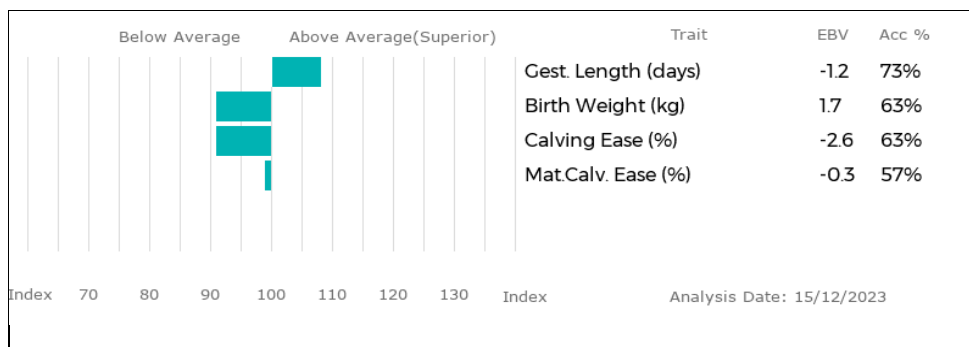 Below Average Above Average(Superior) Trait EBV Acc %
Gest. Length (days) -1.2 73%
Birth Weight (kg) 1.7 63%
Calving Ease (%) -2.6 63%
Mat.Calv. Ease (%) -0.3 57%
Index 70 80 90 100 110 120 130 Index Analysis Date: 15/12/2023